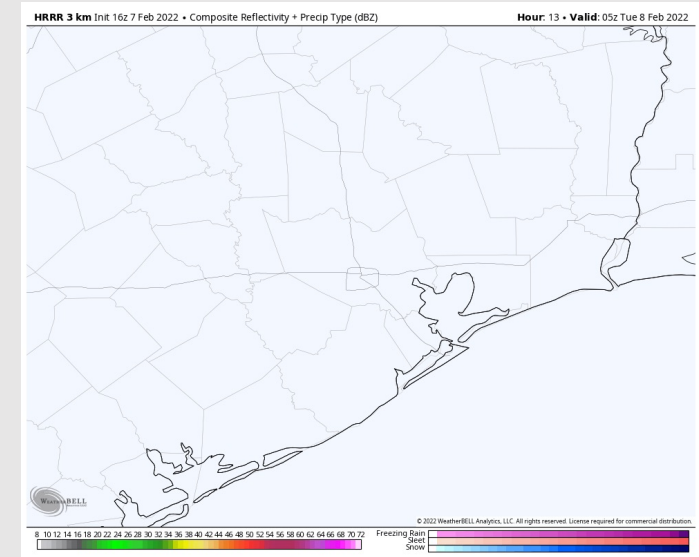 HRRR 3 km Init 16z 7 Feb 2022 • Composite Reflectivity + Precip Type (dBZ) Hour: 13 • Valid: 05z Tue 8 Feb 2022
WeatherBELL
© 2022 WeatherBELL Analytics, LLC. All rights reserved. License required for commercial distribution.
8 10 12 14 16 18 20 22 24 26 28 30 32 34 36 38 40 42 44 46 48 50 52 54 56 58 60 62 64 66 68 70 72
Freezing Rain
Sleet
Snow